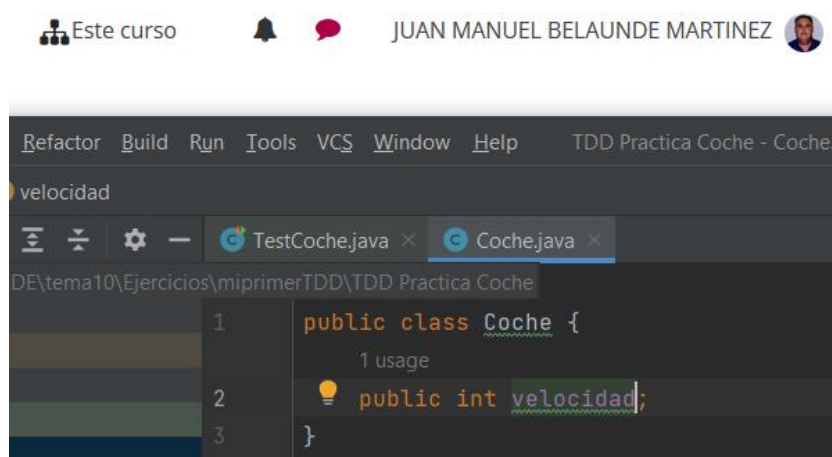 Este curso JUAN MANUEL BELAUNDE MARTINEZ
Refactor Build Run Tools VCS Window Help TDD Practica Coche - Coche.
velocidad
TestCoche.java Coche.java
DE\tema10\Ejercicios\miprimerTDD\TDD Practica Coche
1 public class Coche {
1 usage
2 public int velocidad;
3 }